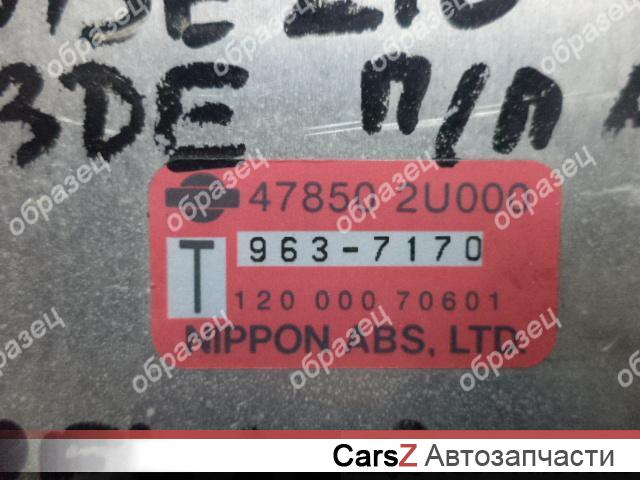 3DE П/П
47850 2U000
T 963-7170
120 000 70601
NIPPON ABS, LTD.
образец
CarsZ Автозапчасти